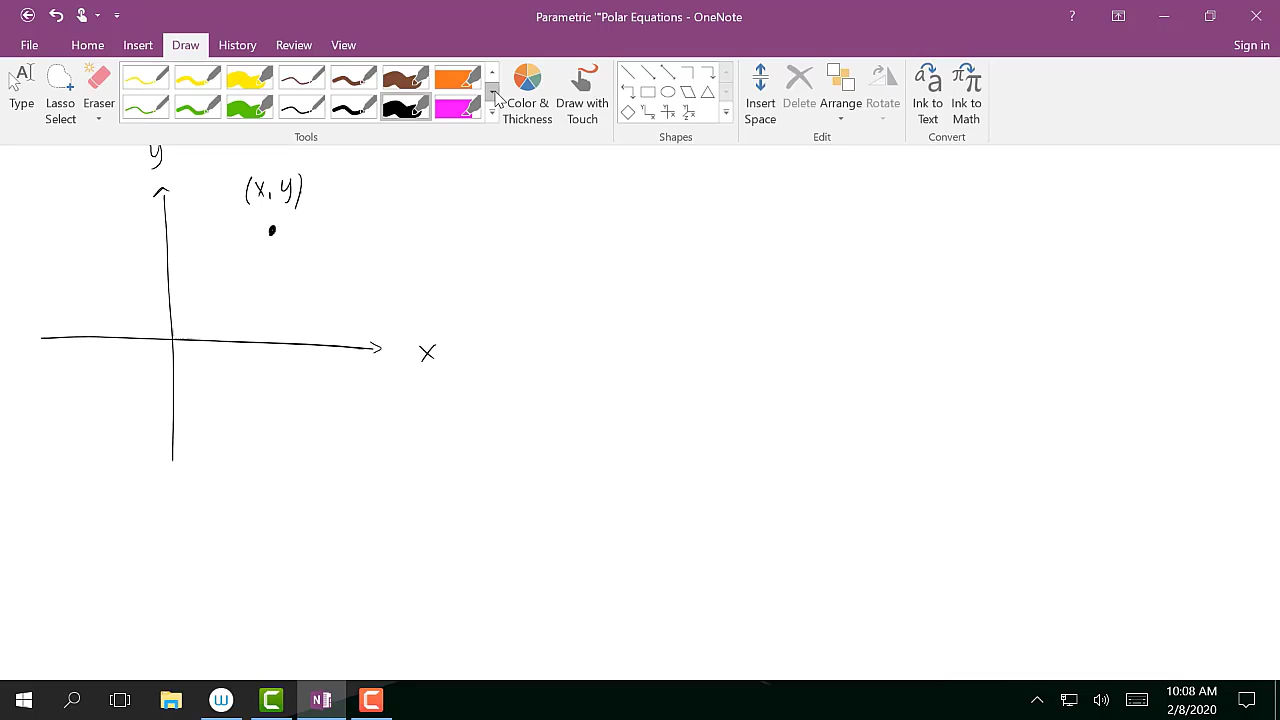 Parametric '"Polar Equations - OneNote
File Home Insert Draw History Review View Sign in
Type Lasso Select Eraser Color & Thickness Draw with Touch Insert Space Delete Arrange Rotate Ink to Text Ink to Math
Tools Shapes Edit Convert
y
(x, y)
x
10:08 AM
2/8/2020